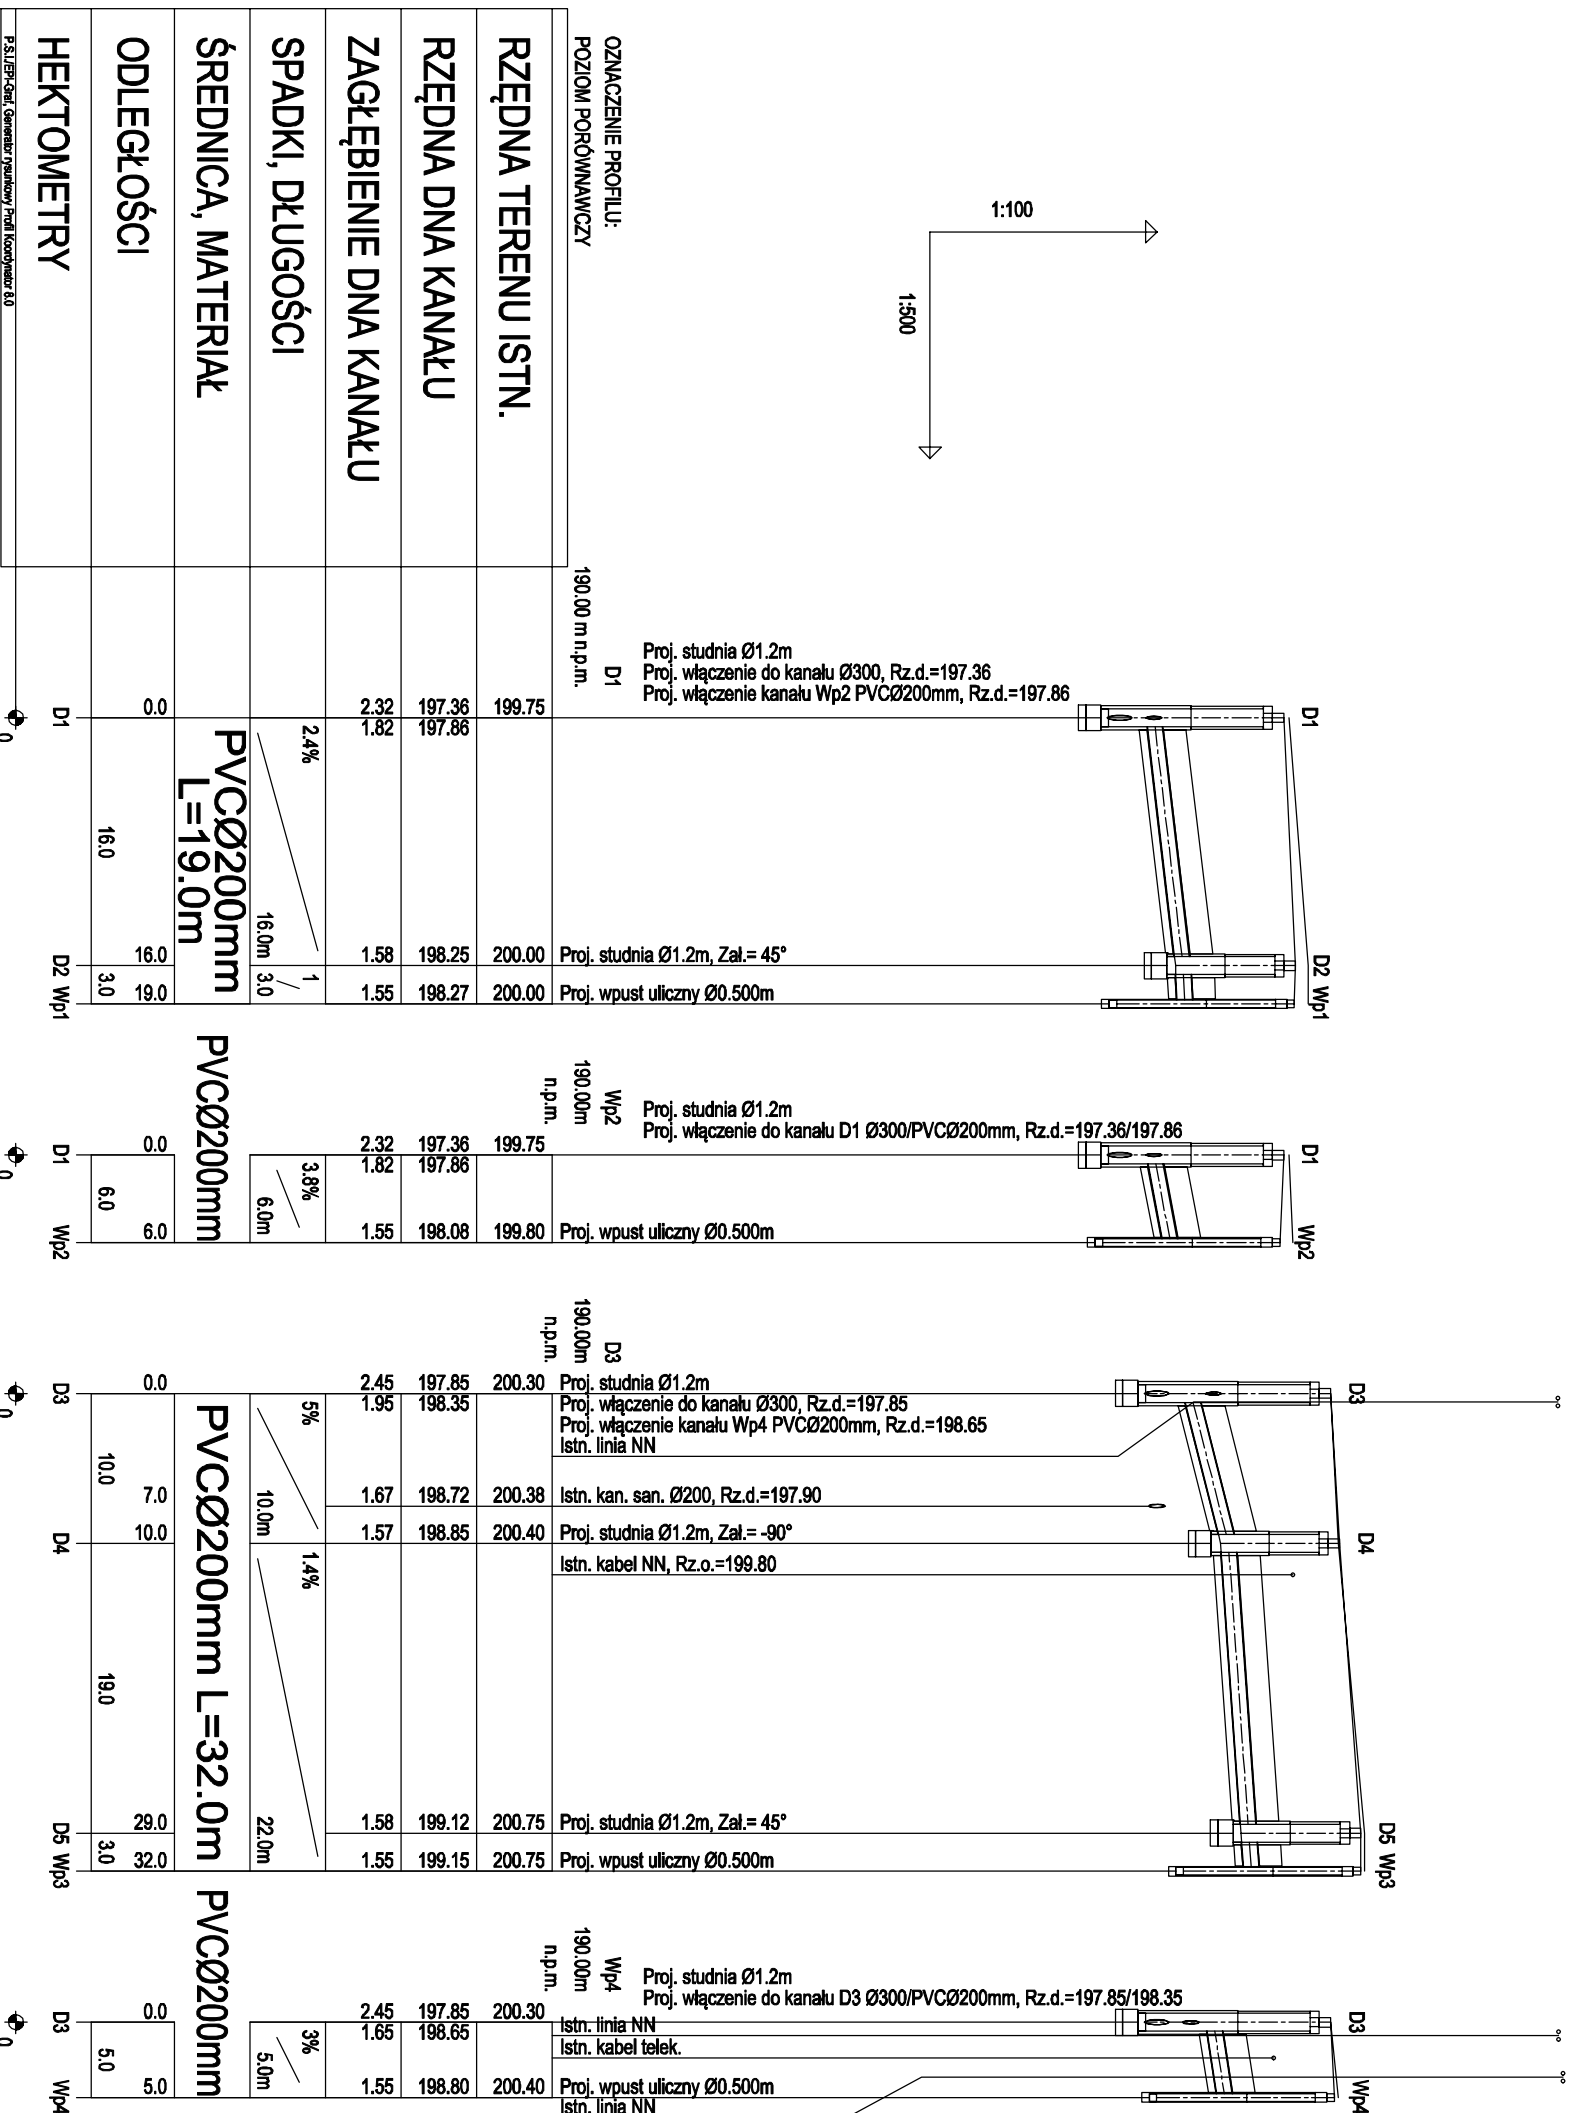 1:100
1:500
OZNACZENIE PROFILU:
POZIOM PORÓWNAWCZY
RZĘDNA TERENU ISTN.
RZĘDNA DNA KANAŁU
ZAGŁĘBIENIE DNA KANAŁU
SPADKI, DŁUGOŚCI
ŚREDNICA, MATERIAŁ
ODLEGŁOŚCI
HEKTOMETRY
P.S.I./EPI-Graf, Generator rysunkowy Profil Koordynator 6.0
D1
190.00 m n.p.m.
Proj. studnia Ø1.2m
Proj. włączenie do kanału Ø300, Rz.d.=197.36
Proj. włączenie kanału Wp2 PVCØ200mm, Rz.d.=197.86
D1
D2 Wp1
0.0 2.32 197.36 199.75
1.82 197.86
2.4%
16.0m
1
3.0
PVCØ200mm
L=19.0m
16.0
3.0
16.0 1.58 198.25 200.00 Proj. studnia Ø1.2m, Zał.= 45°
19.0 1.55 198.27 200.00 Proj. wpust uliczny Ø0.500m
D1
D2 Wp1
0
Wp2
190.00m
n.p.m.
Proj. studnia Ø1.2m
Proj. włączenie do kanału D1 Ø300/PVCØ200mm, Rz.d.=197.36/197.86
D1
Wp2
0.0 2.32 197.36 199.75
1.82 197.86
3.8%
6.0m
PVCØ200mm
6.0
6.0 1.55 198.08 199.80 Proj. wpust uliczny Ø0.500m
D1
Wp2
0
D3
190.00m
n.p.m.
D3
D4
D5 Wp3
0.0 2.45 197.85 200.30 Proj. studnia Ø1.2m
1.95 198.35 Proj. włączenie do kanału Ø300, Rz.d.=197.85
Proj. włączenie kanału Wp4 PVCØ200mm, Rz.d.=198.65
Istn. linia NN
7.0 1.67 198.72 200.38 Istn. kan. san. Ø200, Rz.d.=197.90
10.0 1.57 198.85 200.40 Proj. studnia Ø1.2m, Zał.= -90°
Istn. kabel NN, Rz.o.=199.80
5%
10.0m
1.4%
22.0m
PVCØ200mm L=32.0m
10.0
19.0
3.0
29.0 1.58 199.12 200.75 Proj. studnia Ø1.2m, Zał.= 45°
32.0 1.55 199.15 200.75 Proj. wpust uliczny Ø0.500m
D3
D4
D5 Wp3
0
Wp4
190.00m
n.p.m.
Proj. studnia Ø1.2m
Proj. włączenie do kanału D3 Ø300/PVCØ200mm, Rz.d.=197.85/198.35
D3
Wp4
0.0 2.45 197.85 200.30
1.65 198.65
Istn. linia NN
Istn. kabel telek.
3%
5.0m
PVCØ200mm
5.0
5.0 1.55 198.80 200.40 Proj. wpust uliczny Ø0.500m
Istn. linia NN
D3
Wp4
0